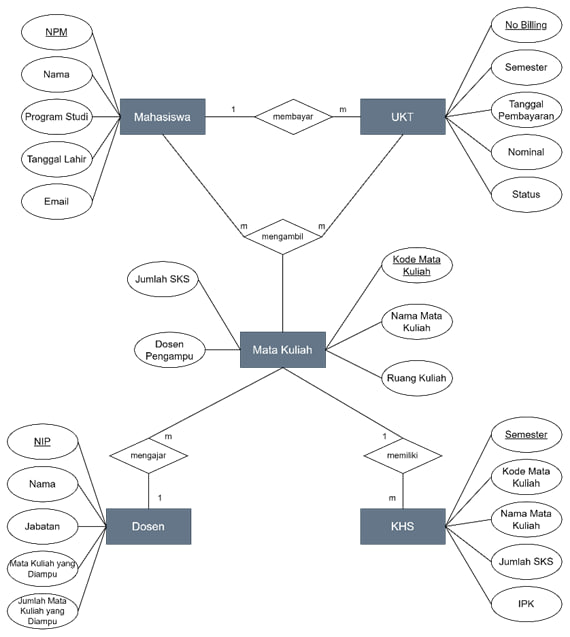 NPM
Nama
Program Studi
Tanggal Lahir
Email
Mahasiswa
1
membayar
m
UKT
No Billing
Semester
Tanggal
Pembayaran
Nominal
Status
m
mengambil
m
Jumlah SKS
Dosen
Pengampu
Mata Kuliah
Kode Mata
Kuliah
Nama Mata
Kuliah
Ruang Kuliah
m
mengajar
1
1
memiliki
m
NIP
Nama
Jabatan
Mata Kuliah yang
Diampu
Jumlah Mata
Kuliah yang
Diampu
Dosen
KHS
Semester
Kode Mata
Kuliah
Nama Mata
Kuliah
Jumlah SKS
IPK